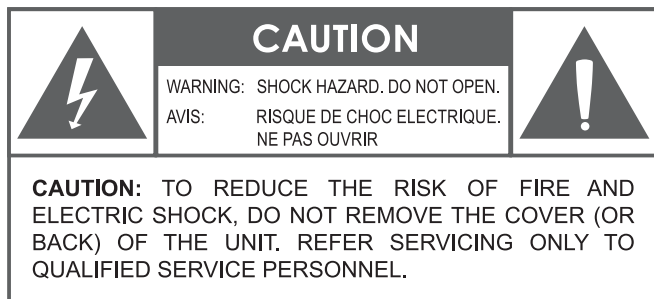 CAUTION
WARNING: SHOCK HAZARD. DO NOT OPEN.
AVIS: RISQUE DE CHOC ELECTRIQUE.
NE PAS OUVRIR
CAUTION: TO REDUCE THE RISK OF FIRE AND
ELECTRIC SHOCK, DO NOT REMOVE THE COVER (OR
BACK) OF THE UNIT. REFER SERVICING ONLY TO
QUALIFIED SERVICE PERSONNEL.